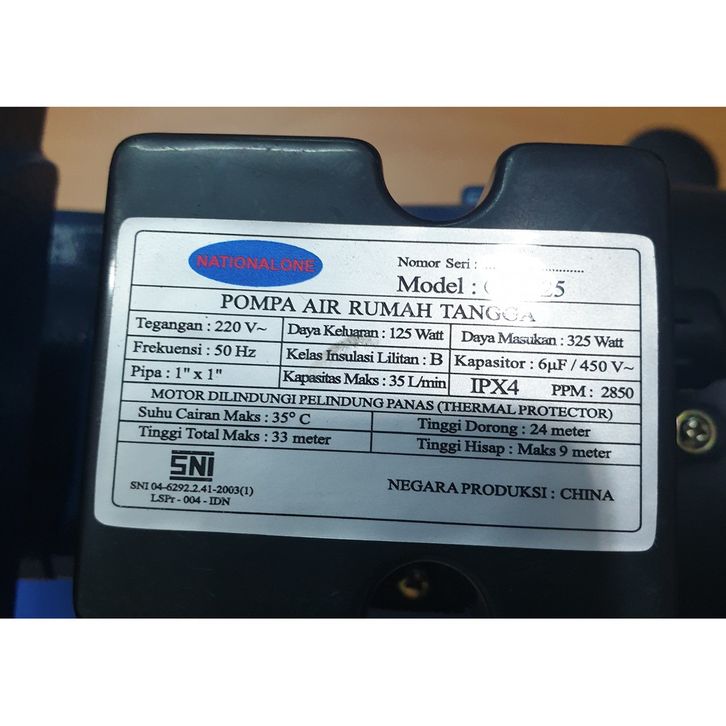 NATIONALONE
Nomor Seri : ..........................
Model :
POMPA AIR RUMAH TANGGA
Tegangan : 220 V~
Daya Keluaran : 125 Watt
Daya Masukan : 325 Watt
Frekuensi : 50 Hz
Kelas Insulasi Lilitan : B
Kapasitor : 6µF / 450 V~
Pipa : 1" x 1"
Kapasitas Maks : 35 L/min
IPX4 PPM : 2850
MOTOR DILINDUNGI PELINDUNG PANAS (THERMAL PROTECTOR)
Suhu Cairan Maks : 35° C
Tinggi Dorong : 24 meter
Tinggi Total Maks : 33 meter
Tinggi Hisap : Maks 9 meter
SNI
SNI 04-6292.2.41-2003(1)
LSPr - 004 - IDN
NEGARA PRODUKSI : CHINA